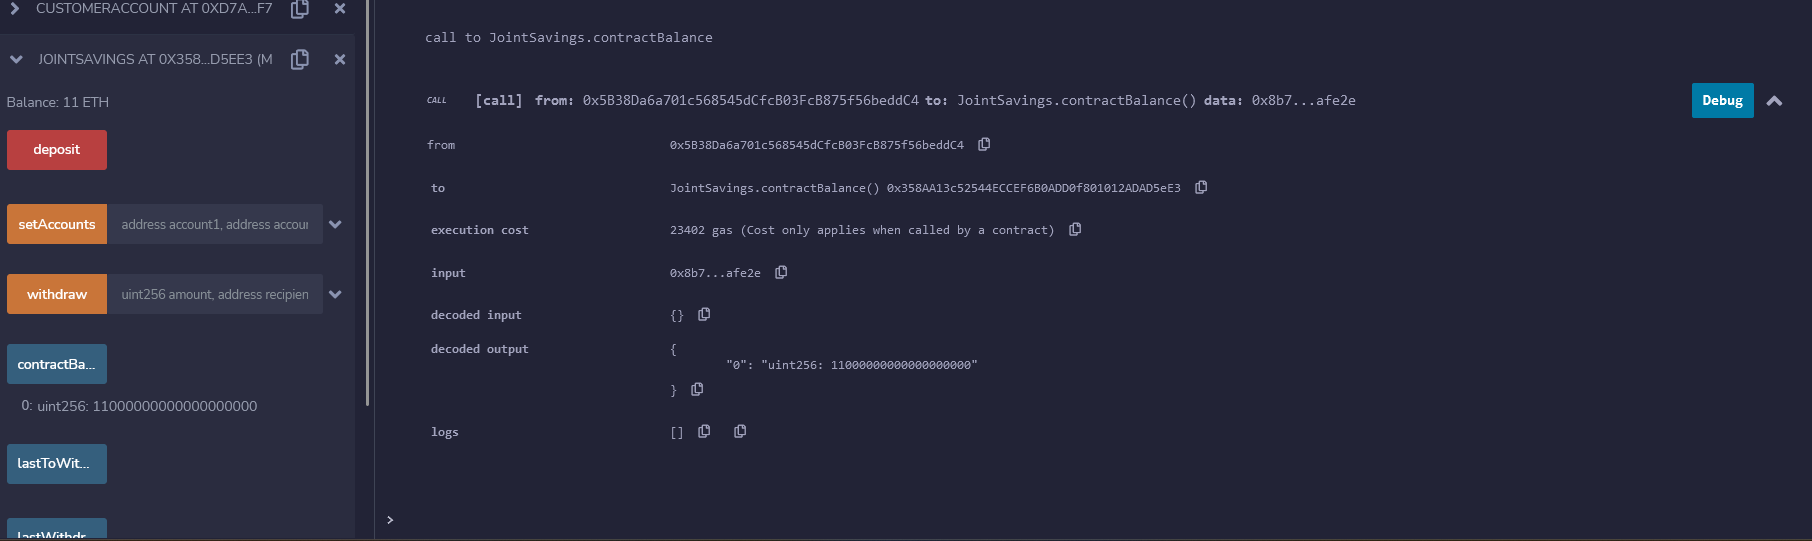 CUSTOMERACCOUNT AT 0XD7A...F7
JOINTSAVINGS AT 0X358...D5EE3 (M
Balance: 11 ETH
deposit
setAccounts address account1, address accou
withdraw uint256 amount, address recipien
contractBa...
0: uint256: 11000000000000000000
lastToWit...
lastWithdr
call to JointSavings.contractBalance
CALL [call] from: 0x5B38Da6a701c568545dCfcB03FcB875f56beddC4 to: JointSavings.contractBalance() data: 0x8b7...afe2e
Debug
from 0x5B38Da6a701c568545dCfcB03FcB875f56beddC4
to JointSavings.contractBalance() 0x358AA13c52544ECCEF6B0ADD0f801012ADAD5eE3
execution cost 23402 gas (Cost only applies when called by a contract)
input 0x8b7...afe2e
decoded input {}
decoded output {
"0": "uint256: 11000000000000000000"
}
logs []
>